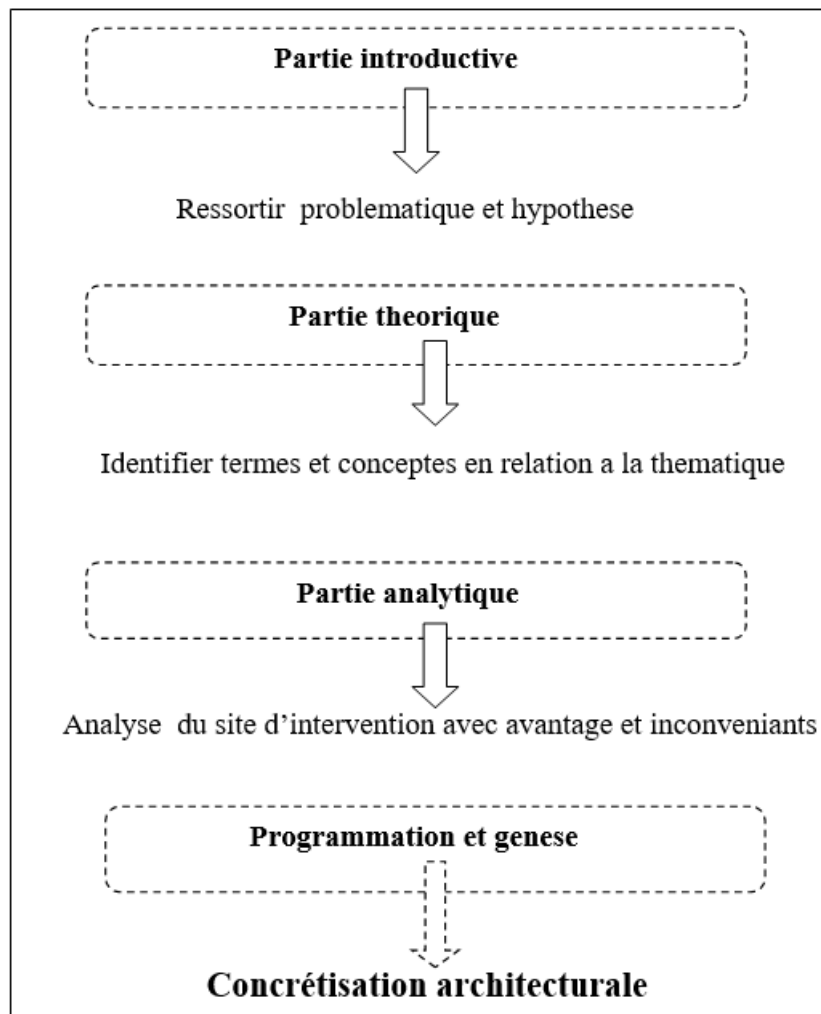 Partie introductive
Ressortir problematique et hypothese
Partie theorique
Identifier termes et conceptes en relation a la thematique
Partie analytique
Analyse du site d’intervention avec avantage et inconveniants
Programmation et genese
Concrétisation architecturale